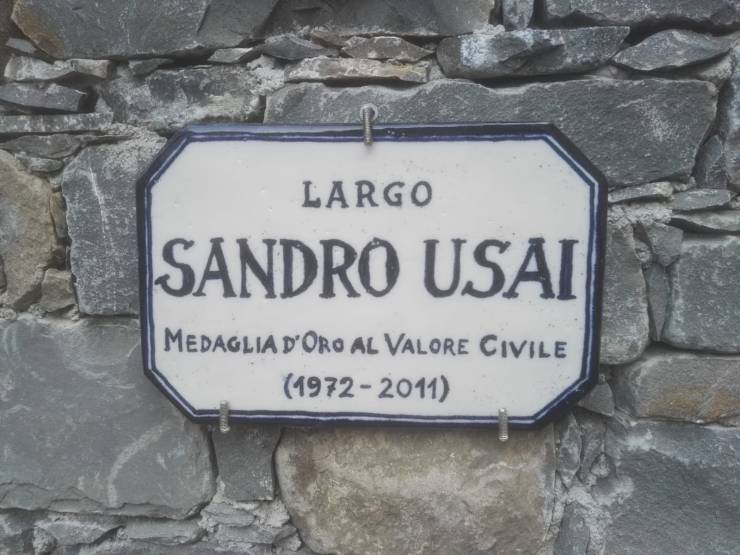 LARGO
SANDRO USAI
MEDAGLIA D'ORO AL VALORE CIVILE
(1972-2011)